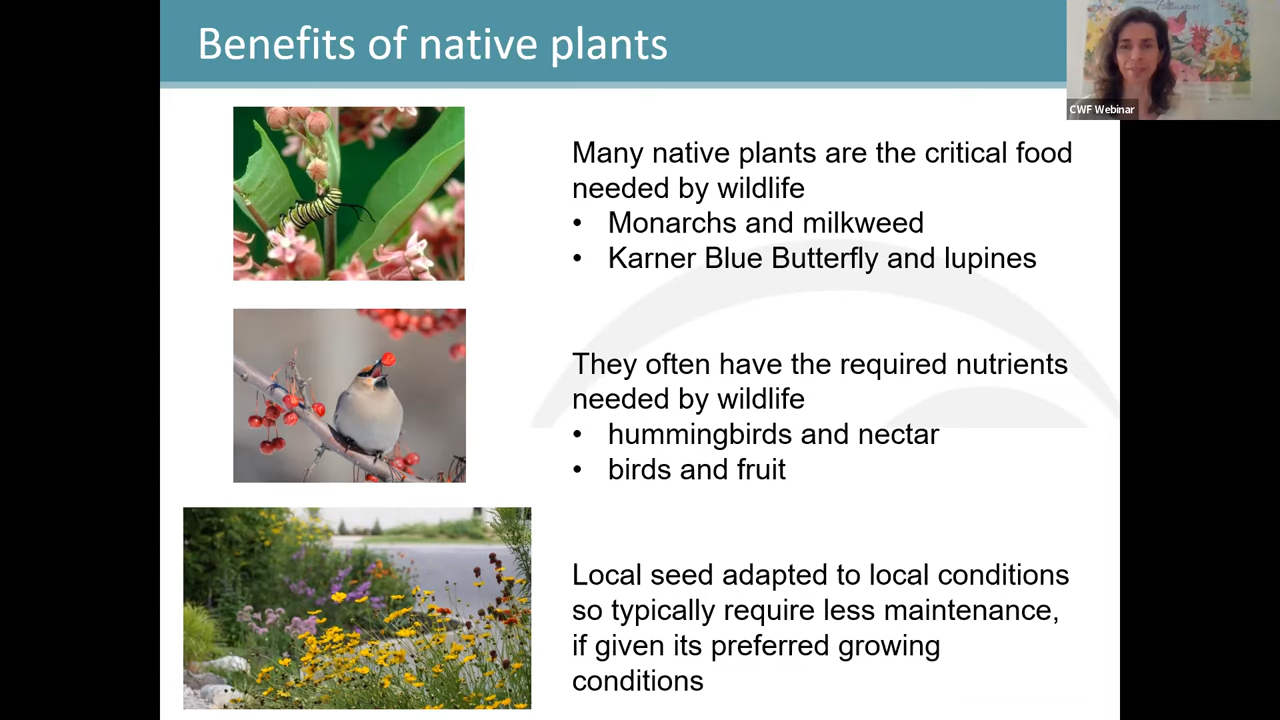 Benefits of native plants
CWF Webinar
Many native plants are the critical food
needed by wildlife
• Monarchs and milkweed
• Karner Blue Butterfly and lupines
They often have the required nutrients
needed by wildlife
• hummingbirds and nectar
• birds and fruit
Local seed adapted to local conditions
so typically require less maintenance,
if given its preferred growing
conditions